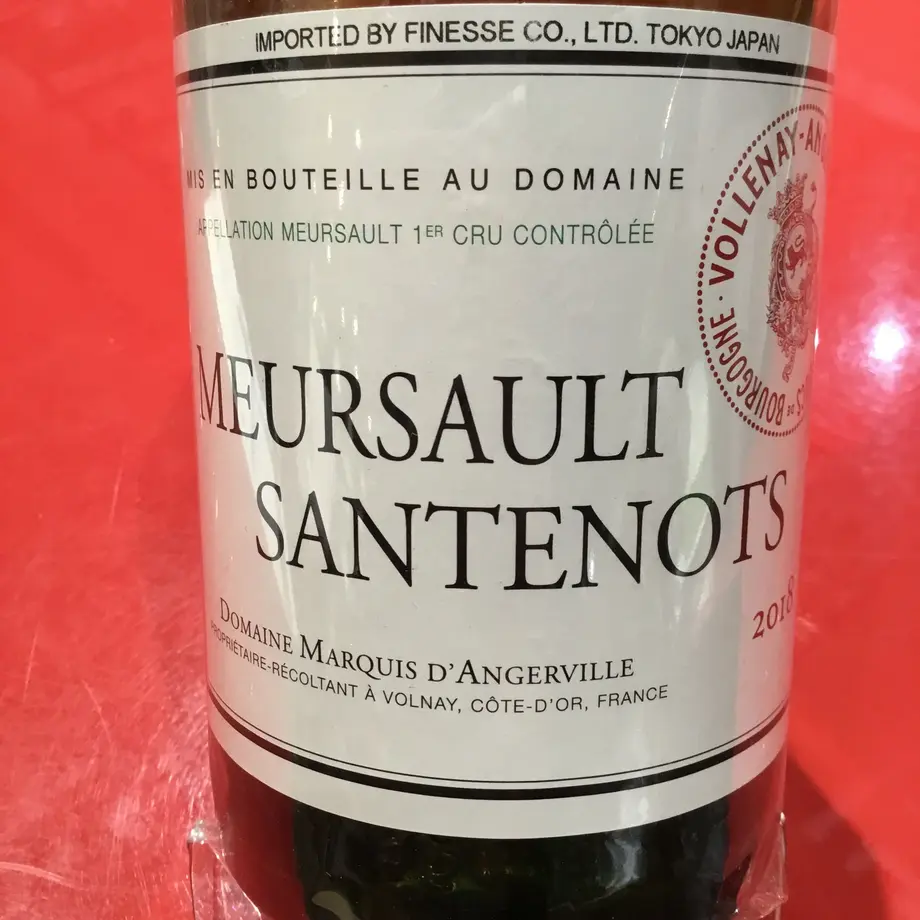 IMPORTED BY FINESSE CO., LTD. TOKYO JAPAN
MIS EN BOUTEILLE AU DOMAINE
APPELLATION MEURSAULT 1ER CRU CONTRÔLÉE
BOURGOGNE · VOLLENAY-
MEURSAULT
SANTENOTS
2018
DOMAINE MARQUIS D'ANGERVILLE
PROPRIÉTAIRE-RÉCOLTANT À VOLNAY, CÔTE-D'OR, FRANCE